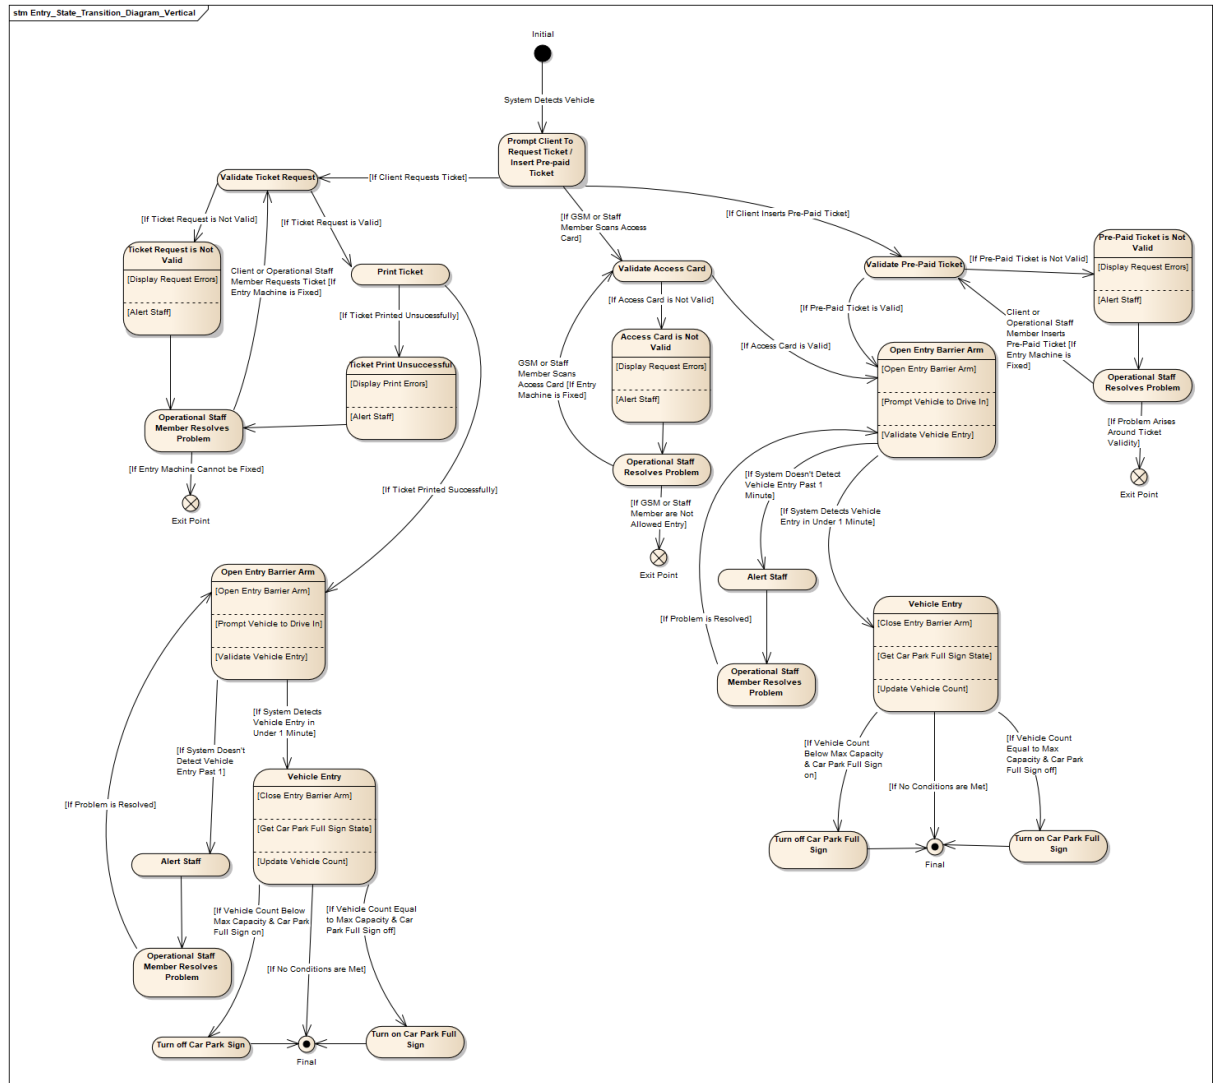 stm Entry_State_Transition_Diagram_Vertical
Initial
System Detects Vehicle
Prompt Client To
Request Ticket /
Insert Pre-paid
Ticket
[If Client Requests Ticket]
Validate Ticket Request
[If Ticket Request is Not Valid]
[If Ticket Request is Valid]
Ticket Request is Not
Valid
[Display Request Errors]
[Alert Staff]
Client or Operational Staff
Member Requests Ticket [If
Entry Machine is Fixed]
Print Ticket
[If Ticket Printed Unsucessfully]
Ticket Print Unsuccessful
[Display Print Errors]
[Alert Staff]
Operational Staff
Member Resolves
Problem
[If Entry Machine Cannot be Fixed]
Exit Point
[If Ticket Printed Successfully]
[If GSM or Staff
Member Scans Access
Card]
Validate Access Card
[If Access Card is Not Valid]
Access Card is Not
Valid
[Display Request Errors]
[Alert Staff]
GSM or Staff
Member Scans
Access Card [If Entry
Machine is Fixed]
Operational Staff
Resolves Problem
[If GSM or Staff
Member are Not
Allowed Entry]
Exit Point
[If Access Card is Valid]
[If Client Inserts Pre-Paid Ticket]
Validate Pre-Paid Ticket
[If Pre-Paid Ticket is Not Valid]
Pre-Paid Ticket is Not
Valid
[Display Request Errors]
[Alert Staff]
Client or
Operational Staff
Member Inserts
Pre-Paid Ticket [If
Entry Machine is
Fixed]
Operational Staff
Resolves Problem
[If Problem Arises
Around Ticket
Validity]
Exit Point
[If Pre-Paid Ticket is Valid]
Open Entry Barrier Arm
[Open Entry Barrier Arm]
[Prompt Vehicle to Drive In]
[Validate Vehicle Entry]
[If System Doesn't Detect
Vehicle Entry Past 1
Minute]
[If System Detects Vehicle
Entry in Under 1 Minute]
Alert Staff
[If Problem is Resolved]
Operational Staff
Member Resolves
Problem
Vehicle Entry
[Close Entry Barrier Arm]
[Get Car Park Full Sign State]
[Update Vehicle Count]
[If Vehicle Count
Below Max Capacity
& Car Park Full Sign
on]
[If No Conditions are Met]
[If Vehicle Count
Equal to Max
Capacity & Car Park
Full Sign off]
Turn off Car Park Full
Sign
Final
Turn on Car Park Full
Sign
Open Entry Barrier Arm
[Open Entry Barrier Arm]
[Prompt Vehicle to Drive In]
[Validate Vehicle Entry]
[If System Doesn't
Detect Vehicle
Entry Past 1]
[If System Detects
Vehicle Entry in
Under 1 Minute]
[If Problem is Resolved]
Alert Staff
Operational Staff
Member Resolves
Problem
Vehicle Entry
[Close Entry Barrier Arm]
[Get Car Park Full Sign State]
[Update Vehicle Count]
[If Vehicle Count Below
Max Capacity & Car Park
Full Sign on]
[If No Conditions are Met]
[If Vehicle Count Equal
to Max Capacity & Car
Park Full Sign off]
Turn off Car Park Sign
Final
Turn on Car Park Full
Sign